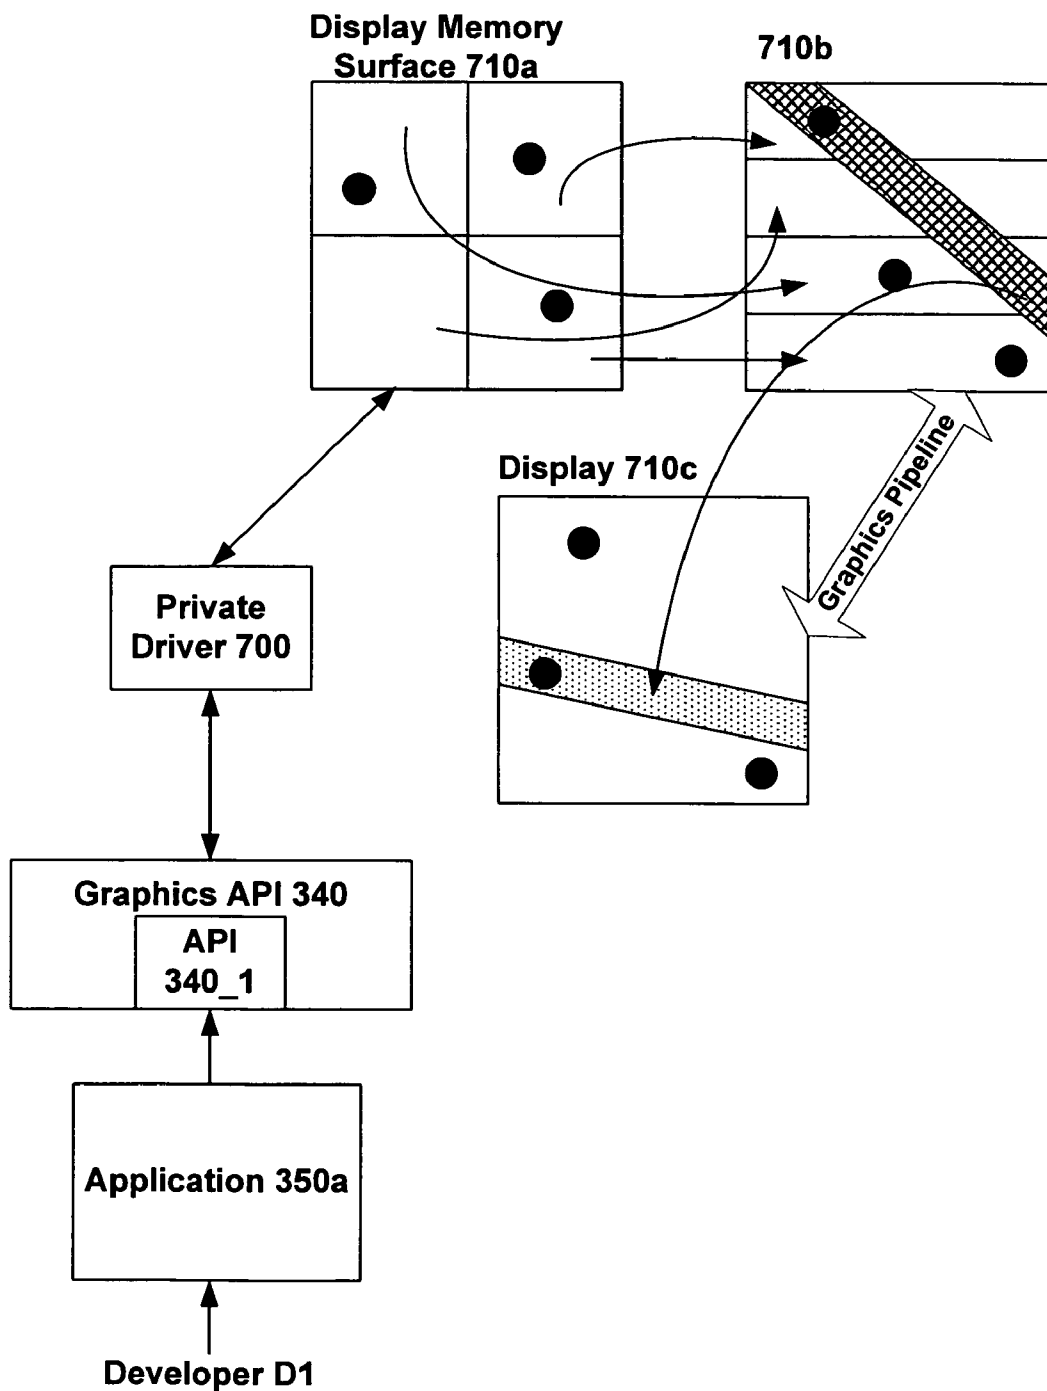 Display Memory
Surface 710a
710b
Display 710c
Graphics Pipeline
Private
Driver 700
Graphics API 340
API
340_1
Application 350a
Developer D1